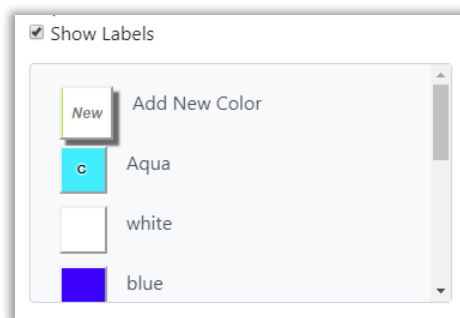 Show Labels
New Add New Color
C Aqua
white
blue